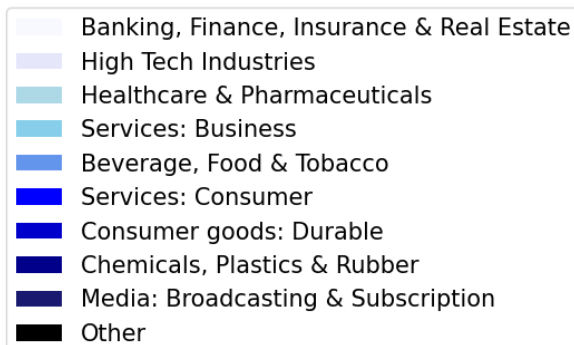 Banking, Finance, Insurance & Real Estate
High Tech Industries
Healthcare & Pharmaceuticals
Services: Business
Beverage, Food & Tobacco
Services: Consumer
Consumer goods: Durable
Chemicals, Plastics & Rubber
Media: Broadcasting & Subscription
Other